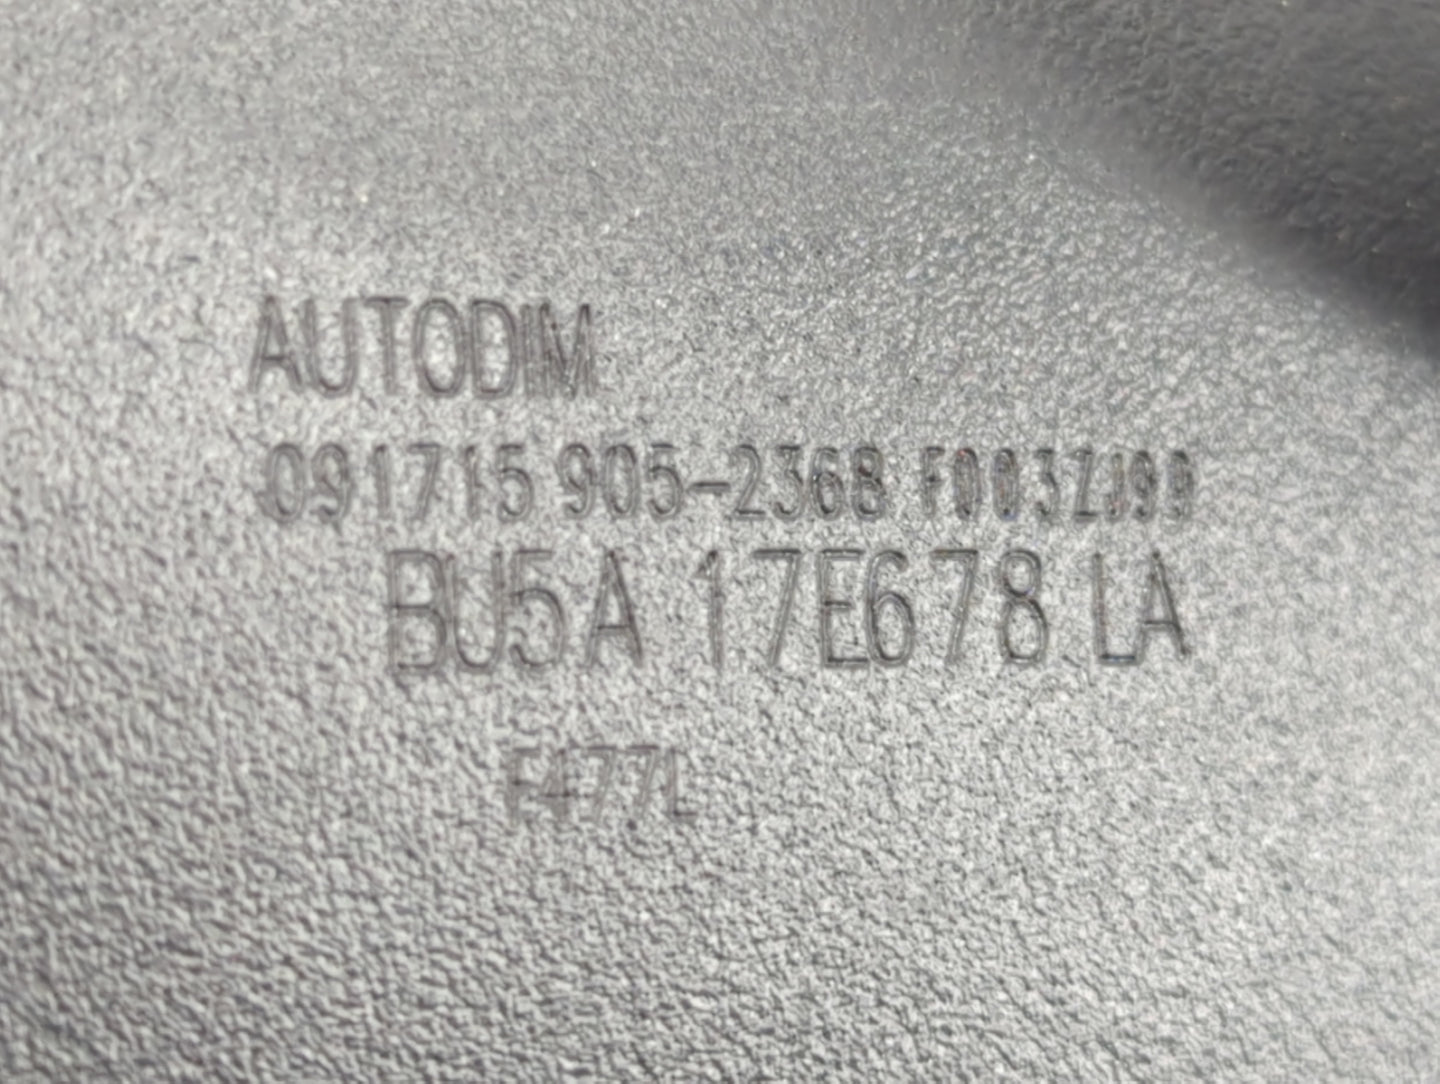 AUTODIM
091715 905-2368 F003ZJ99
BU5A 17E678 LA
F477L